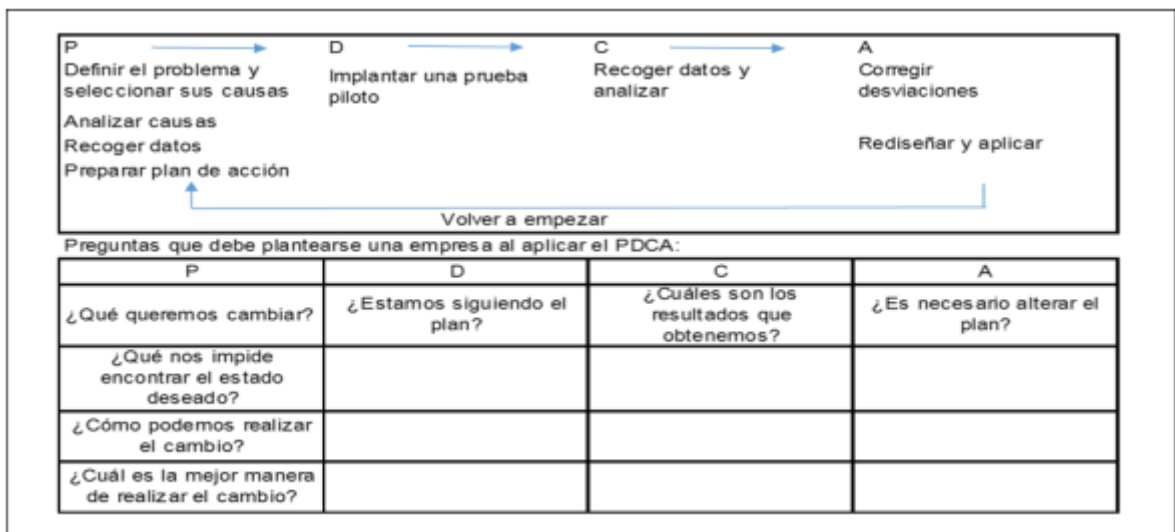 P D C A
Definir el problema y
seleccionar sus causas
Implantar una prueba
piloto
Recoger datos y
analizar
Corregir
desviaciones
Analizar causas
Recoger datos
Preparar plan de acción
Rediseñar y aplicar
Volver a empezar
Preguntas que debe plantearse una empresa al aplicar el PDCA:
P D C A
¿Qué queremos cambiar?
¿Estamos siguiendo el
plan?
¿Cuáles son los
resultados que
obtenemos?
¿Es necesario alterar el
plan?
¿Qué nos impide
encontrar el estado
deseado?
¿Cómo podemos realizar
el cambio?
¿Cuál es la mejor manera
de realizar el cambio?